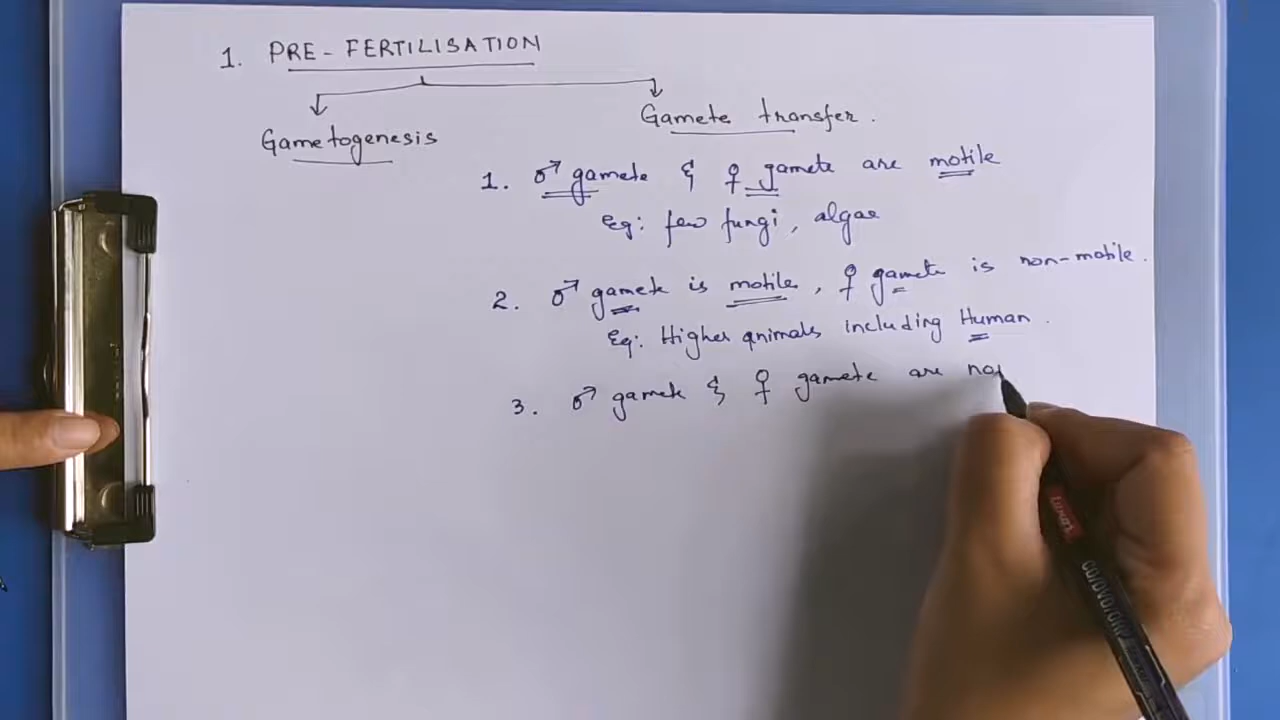 1. PRE-FERTILISATION
Gametogenesis
Gamete transfer.
1. ♂ gamete & ♀ gamete are motile
Eg: few fungi, algae
2. ♂ gamete is motile, ♀ gamete is non-motile.
Eg: Higher animals including Human.
3. ♂ gamete & ♀ gamete are no
Luxor